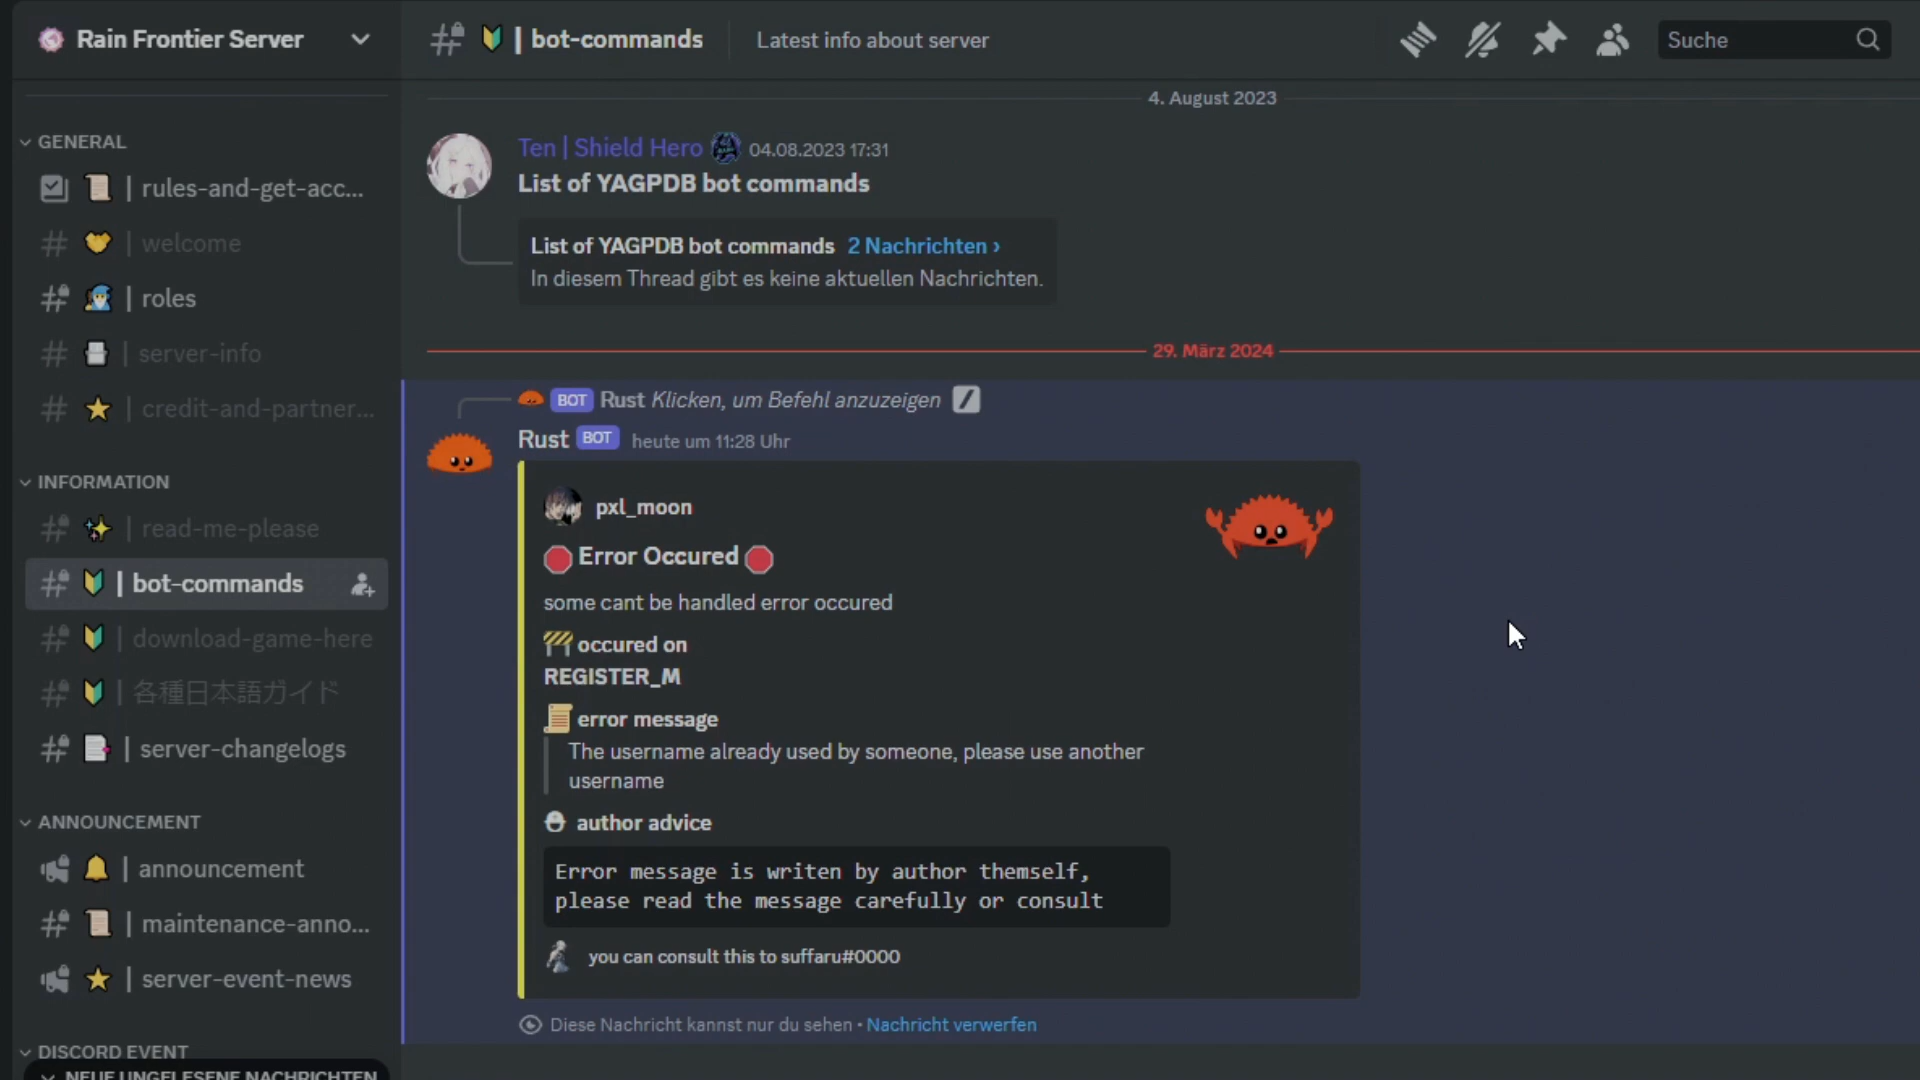 Rain Frontier Server
GENERAL
| rules-and-get-acc...
| welcome
| roles
| server-info
| credit-and-partner...
INFORMATION
| read-me-please
| bot-commands
| download-game-here
| 各種日本語ガイド
| server-changelogs
ANNOUNCEMENT
| announcement
| maintenance-anno...
| server-event-news
DISCORD EVENT
NEUE UNGELESENE NACHRICHTEN
| bot-commands
Latest info about server
Suche
4. August 2023
Ten | Shield Hero 04.08.2023 17:31
List of YAGPDB bot commands
List of YAGPDB bot commands 2 Nachrichten ›
In diesem Thread gibt es keine aktuellen Nachrichten.
29. März 2024
BOT Rust Klicken, um Befehl anzuzeigen
Rust BOT heute um 11:28 Uhr
pxl_moon
Error Occured
some cant be handled error occured
occured on
REGISTER_M
error message
The username already used by someone, please use another
username
author advice
Error message is writen by author themself,
please read the message carefully or consult
you can consult this to suffaru#0000
Diese Nachricht kannst nur du sehen • Nachricht verwerfen